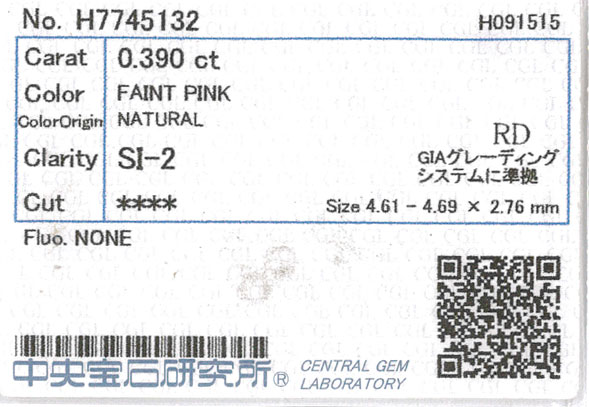 No. H7745132 H091515
Carat 0.390 ct
Color FAINT PINK
ColorOrigin NATURAL
RD
Clarity SI-2 GIAグレーディング
システムに準拠
Cut **** Size 4.61 - 4.69 × 2.76 mm
Fluo. NONE
中央宝石研究所® CENTRAL GEM
LABORATORY